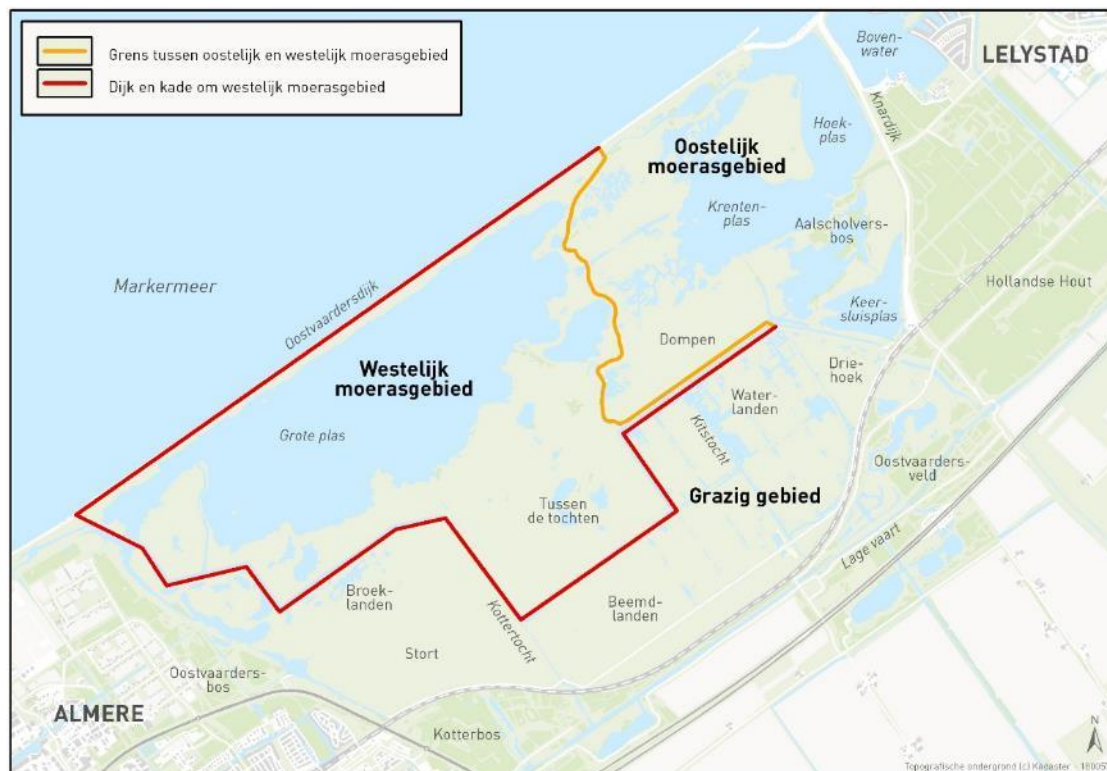 Grens tussen oostelijk en westelijk moerasgebied
Dijk en kade om westelijk moerasgebied
Boven-
water
LELYSTAD
Knardijk
Hoek-
plas
Oostelijk
moerasgebied
Krenten-
plas
Aalscholvers-
bos
Markermeer
Oostvaardersdijk
Hollandse Hout
Keer-
sluisplas
Dompen
Westelijk
moerasgebied
Drie-
hoek
Water-
landen
Kitstocht
Grote plas
Oostvaarders-
veld
Grazig gebied
Tussen
de tochten
Lage vaart
Broek-
landen
Beemd-
landen
Kottertocht
Stort
Oostvaarders-
bos
ALMERE
Kotterbos
N
Topografische ondergrond (c) Kadaster